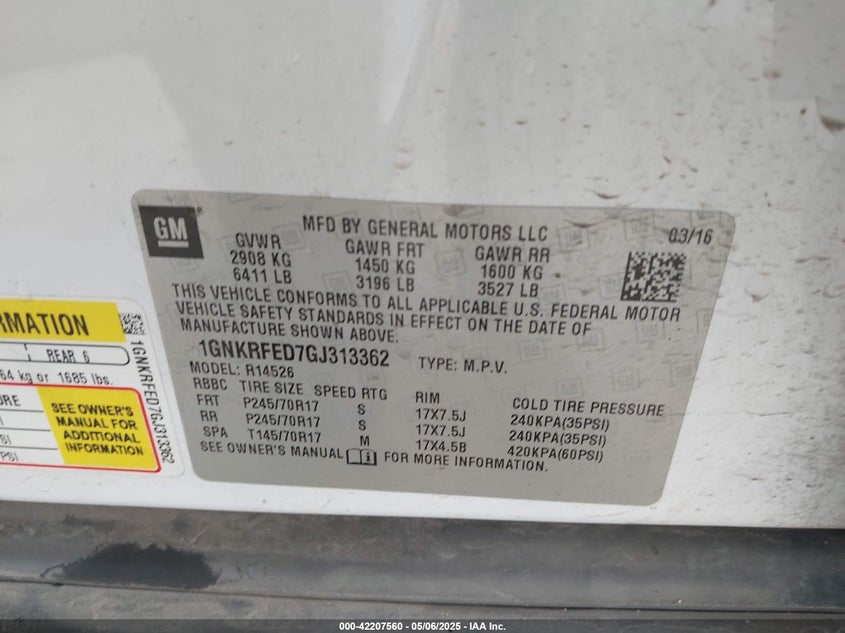 GM
MFD BY GENERAL MOTORS LLC
03/16
GVWR GAWR FRT GAWR RR
2908 KG 1450 KG 1600 KG
6411 LB 3196 LB 3527 LB
THIS VEHICLE CONFORMS TO ALL APPLICABLE U.S. FEDERAL MOTOR
VEHICLE SAFETY STANDARDS IN EFFECT ON THE DATE OF
MANUFACTURE SHOWN ABOVE.
1GNKRFED7GJ313362 TYPE: M.P.V.
MODEL: R14526
RBBC TIRE SIZE SPEED RTG RIM COLD TIRE PRESSURE
FRT P245/70R17 S 17X7.5J 240KPA(35PSI)
RR P245/70R17 S 17X7.5J 240KPA(35PSI)
SPA T145/70R17 M 17X4.5B 420KPA(60PSI)
SEE OWNER'S MANUAL FOR MORE INFORMATION.
REAR 6
64 kg or 1685 lbs.
SEE OWNER'S
MANUAL FOR
ADDITIONAL
INFORMATION
1GNKRFED7GJ313362
000-42207560 - 05/06/2025 - IAA Inc.